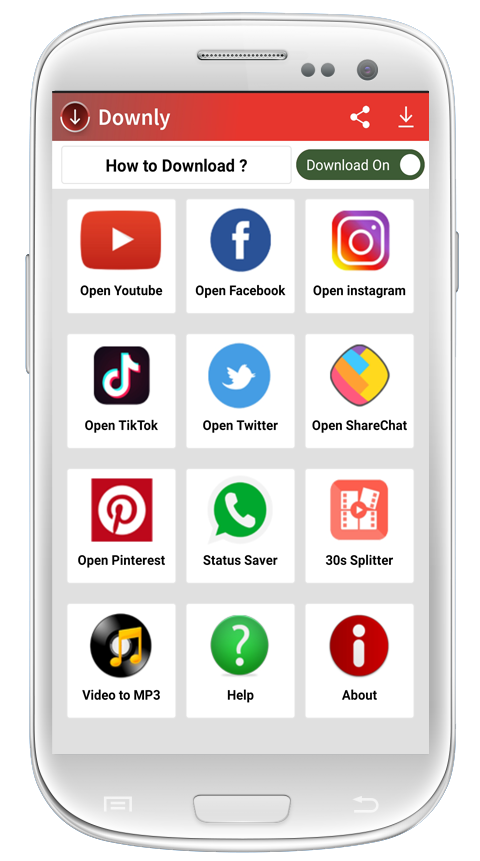 Downly
How to Download ?
Download On
Open Youtube
Open Facebook
Open instagram
Open TikTok
Open Twitter
Open ShareChat
Open Pinterest
Status Saver
30s Splitter
Video to MP3
Help
About